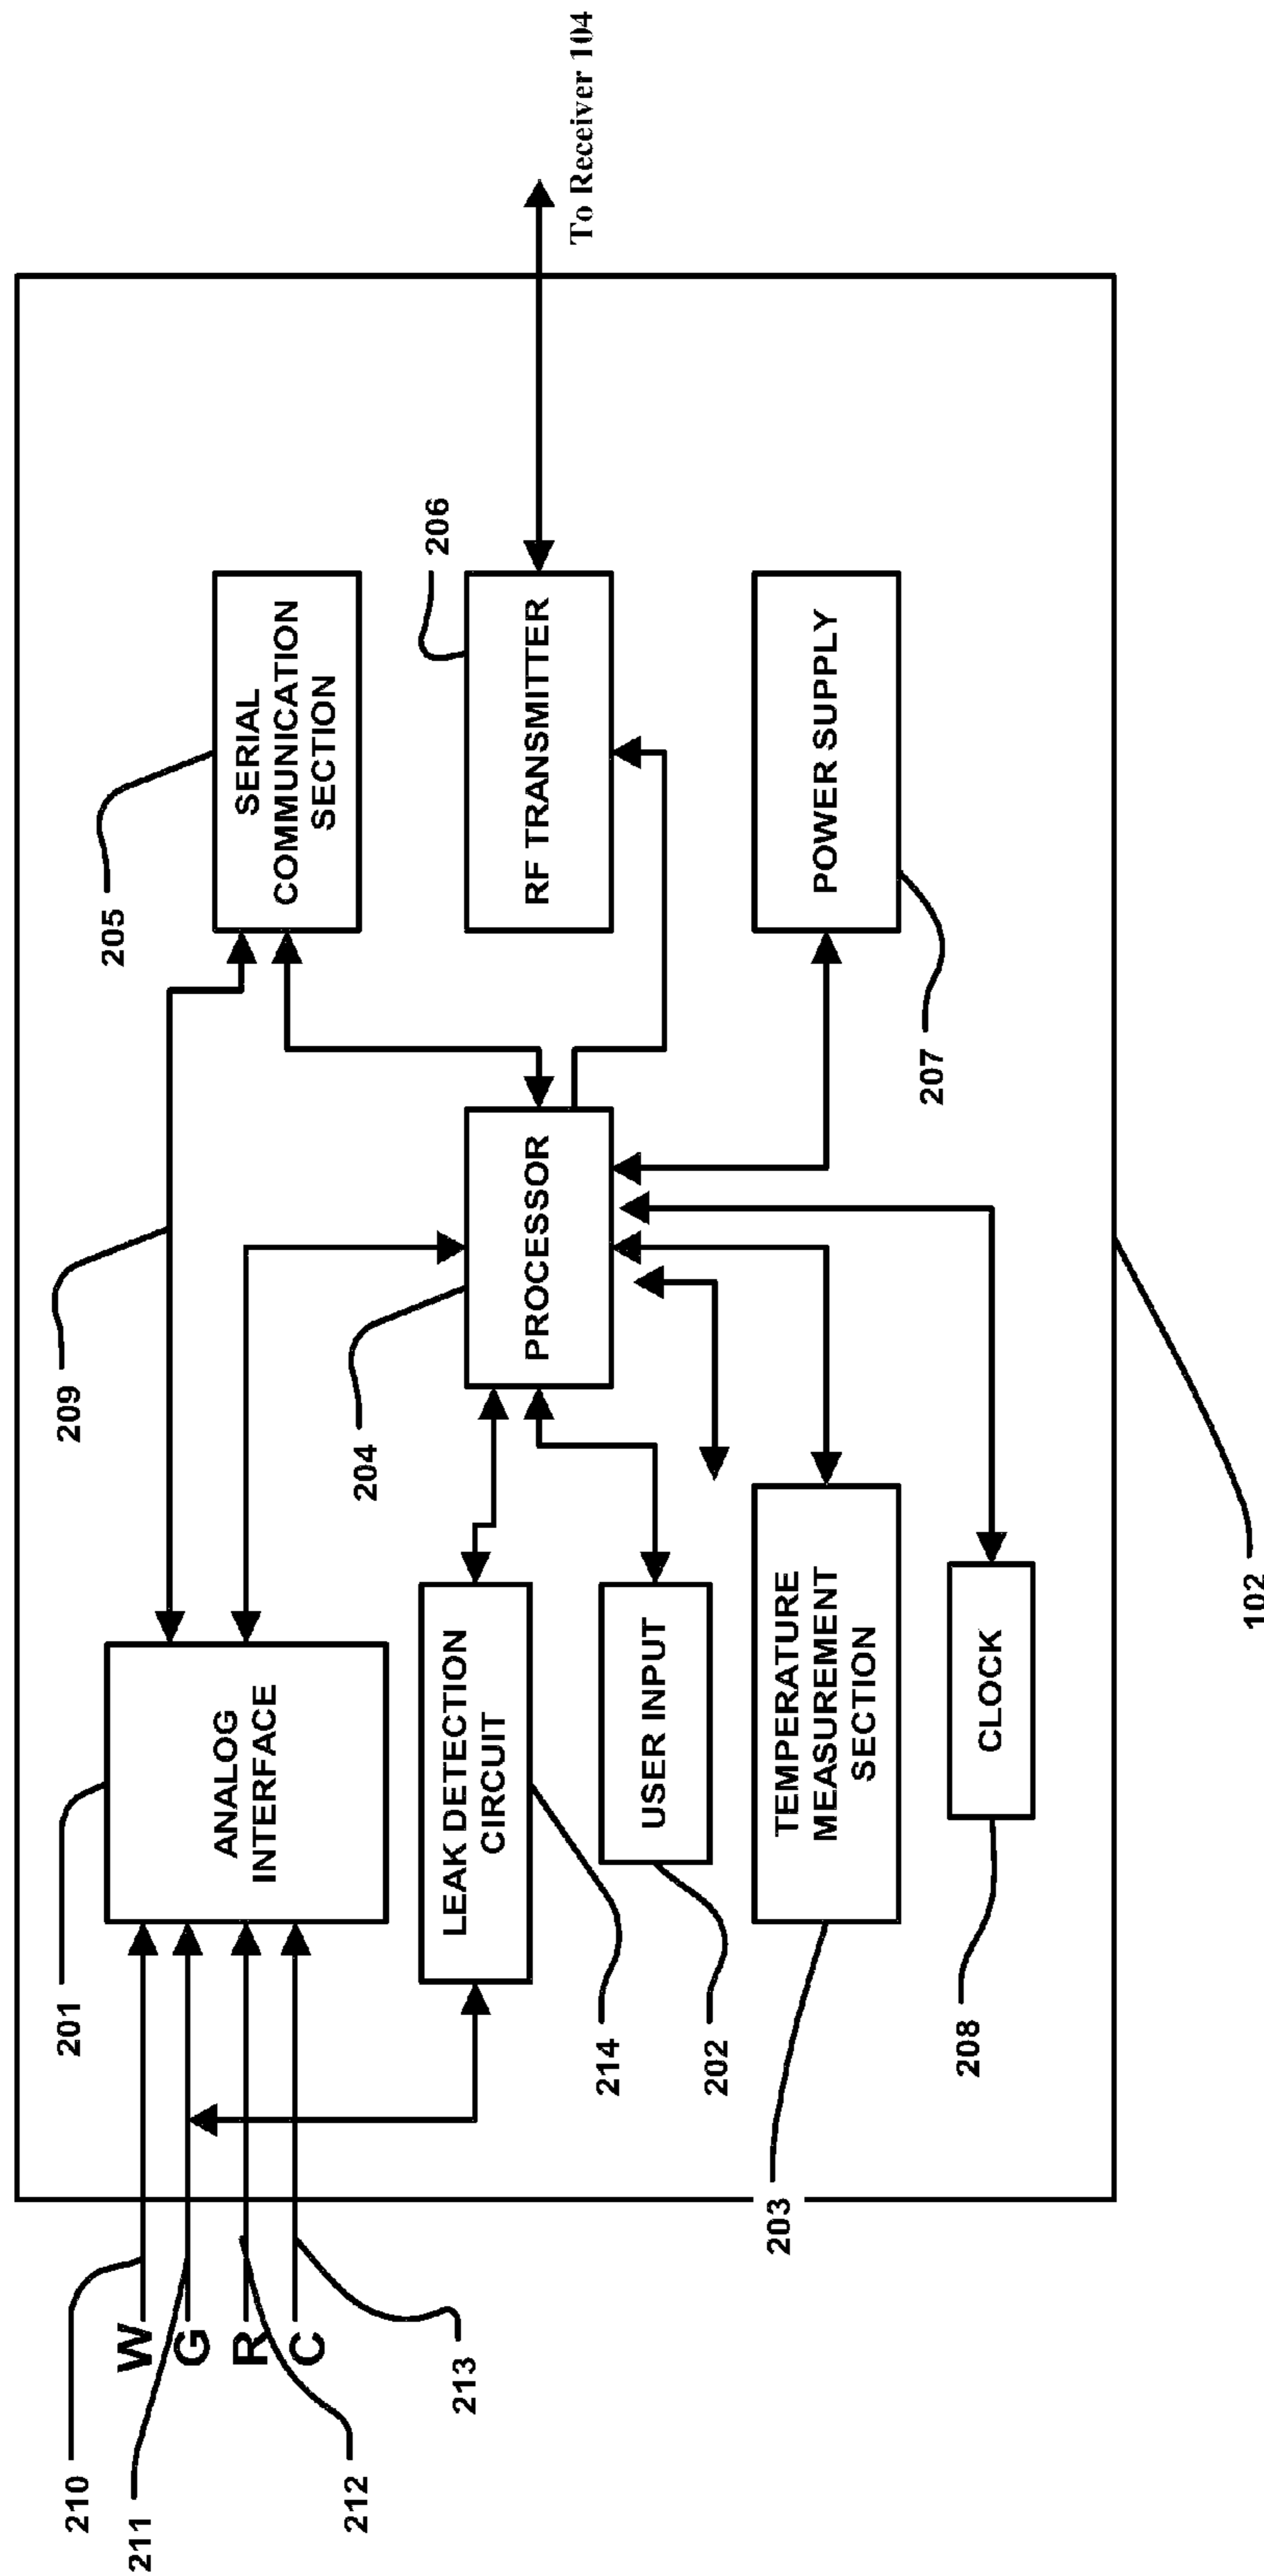 201
210
W
211
G
212
R
213
C
ANALOG
INTERFACE
209
205
SERIAL
COMMUNICATION
SECTION
LEAK DETECTION
CIRCUIT
214
204
PROCESSOR
206
RF TRANSMITTER
To Receiver 104
USER INPUT
202
TEMPERATURE
MEASUREMENT
SECTION
203
POWER SUPPLY
207
CLOCK
208
102